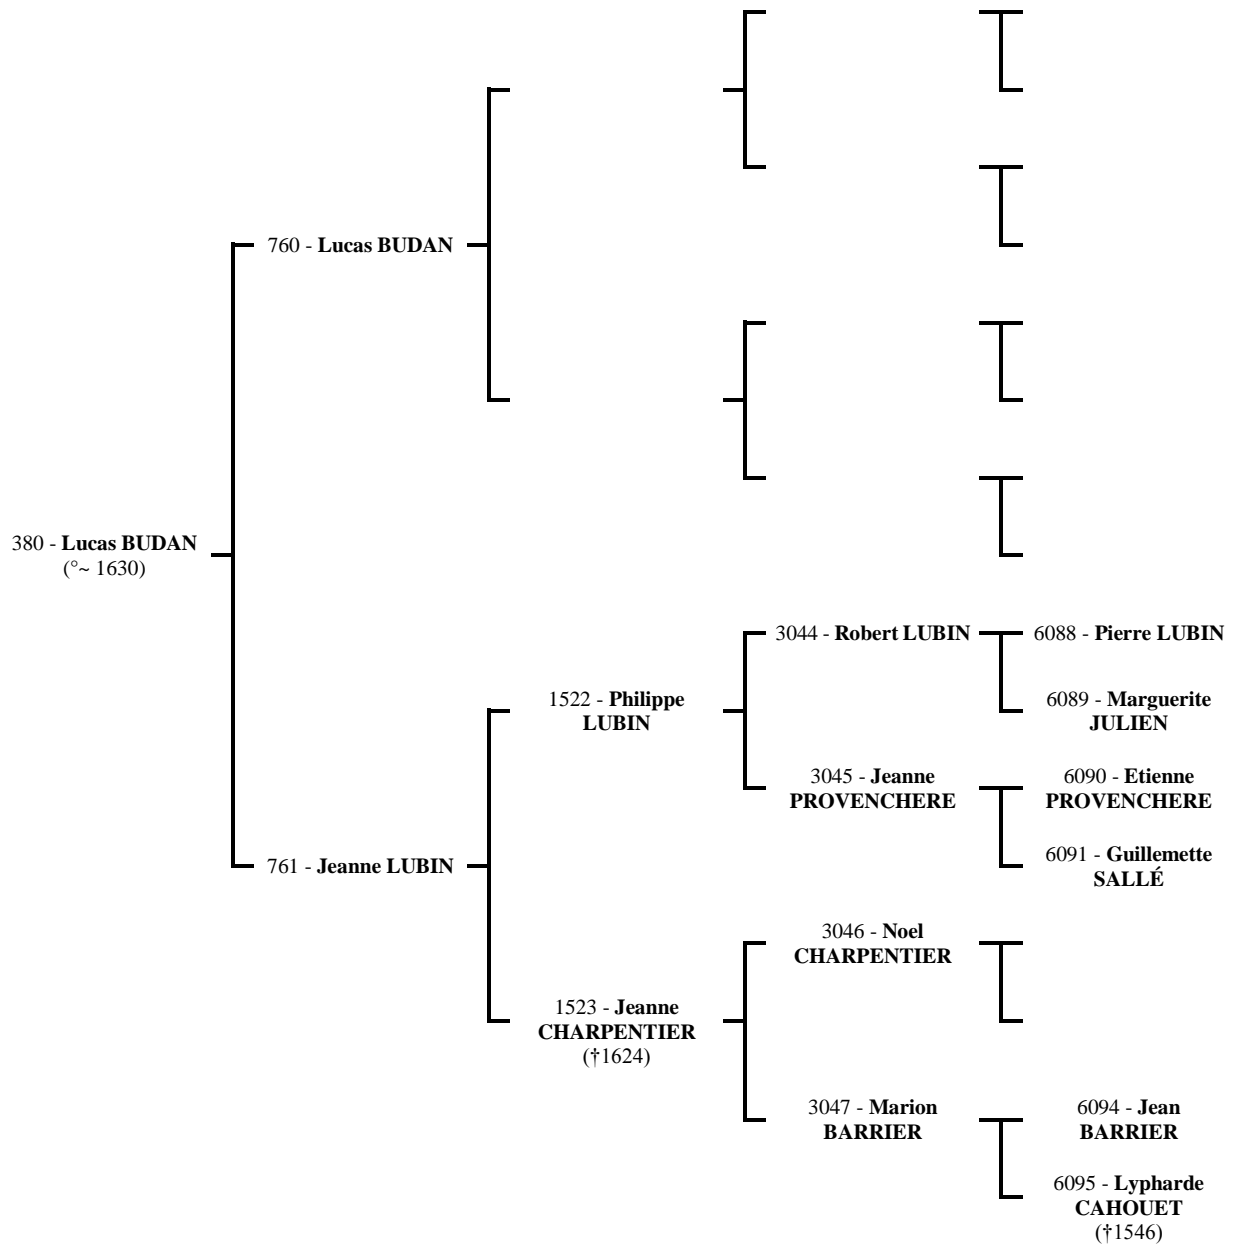 760 - Lucas BUDAN
380 - Lucas BUDAN
(°~ 1630)
3044 - Robert LUBIN
6088 - Pierre LUBIN
1522 - Philippe
LUBIN
6089 - Marguerite
JULIEN
3045 - Jeanne
PROVENCHERE
6090 - Etienne
PROVENCHERE
761 - Jeanne LUBIN
6091 - Guillemette
SALLÉ
3046 - Noel
CHARPENTIER
1523 - Jeanne
CHARPENTIER
(†1624)
3047 - Marion
BARRIER
6094 - Jean
BARRIER
6095 - Lypharde
CAHOUET
(†1546)